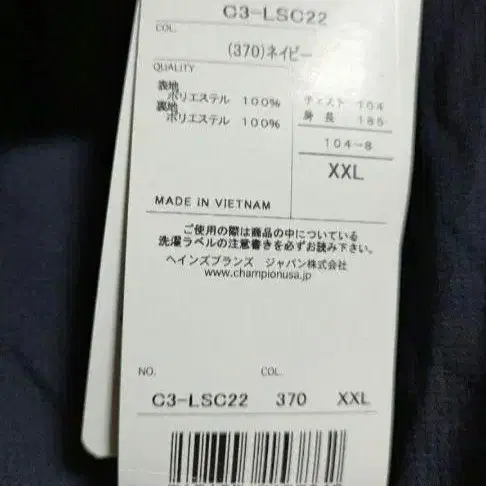 C3-LSC22
COL.
(370)ネイビー
QUALITY
表地
ポリエステル 100%
裏地
ポリエステル 100%
チェスト 104
身長 185
104-8
XXL
MADE IN VIETNAM
ご使用の際は商品の中についている
洗濯ラベルの注意書きを必ずお読み下さい。
ヘインズブランズ ジャパン株式会社
www.championusa.jp
NO. COL.
C3-LSC22 370 XXL